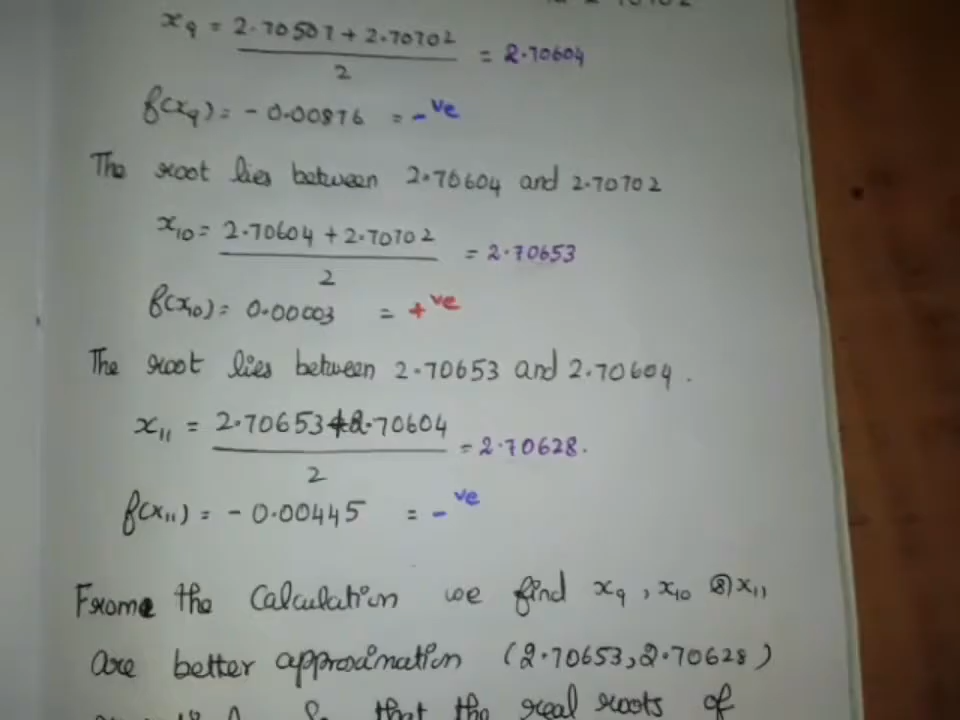 x9 = 2.70507 + 2.70702 / 2 = 2.70604
f(x9) = - 0.00876 = -ve
The root lies between 2.70604 and 2.70702
x10 = 2.70604 + 2.70702 / 2 = 2.70653
f(x10) = 0.00003 = +ve
The root lies between 2.70653 and 2.70604.
x11 = 2.70653 + 2.70604 / 2 = 2.70628.
f(x11) = - 0.00445 = -ve
Frome the Calculation we find x9, x10 & x11
are better approximation (2.70653, 2.70628)
So that the real roots of